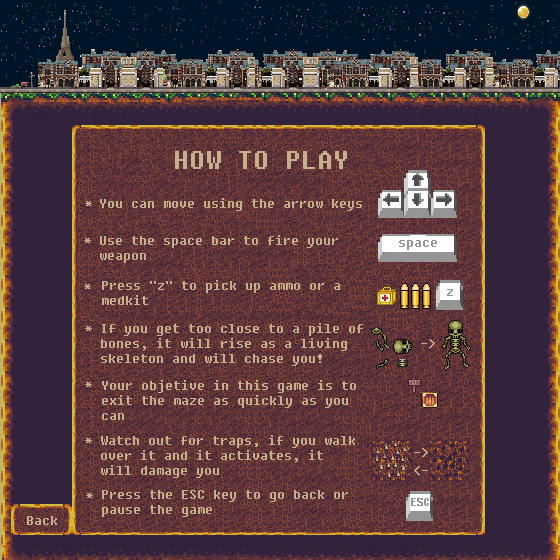 HOW TO PLAY
* You can move using the arrow keys
* Use the space bar to fire your
weapon
space
* Press "z" to pick up ammo or a
medkit
z
* If you get too close to a pile of
bones, it will rise as a living
skeleton and will chase you!
* Your objetive in this game is to
exit the maze as quickly as you
can
* Watch out for traps, if you walk
over it and it activates, it
will damage you
* Press the ESC key to go back or
pause the game
ESC
Back